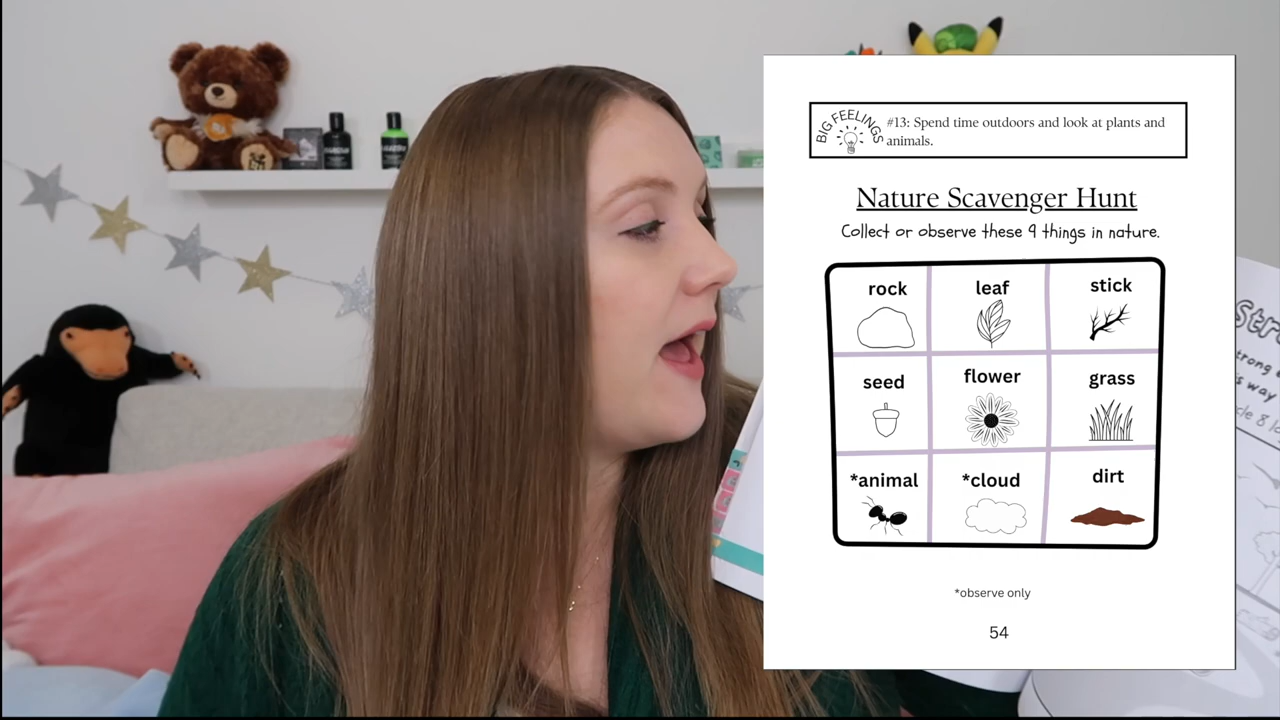 BIG FEELINGS
#13: Spend time outdoors and look at plants and
animals.
Nature Scavenger Hunt
Collect or observe these 9 things in nature.
rock leaf stick
seed flower grass
*animal *cloud dirt
*observe only
54